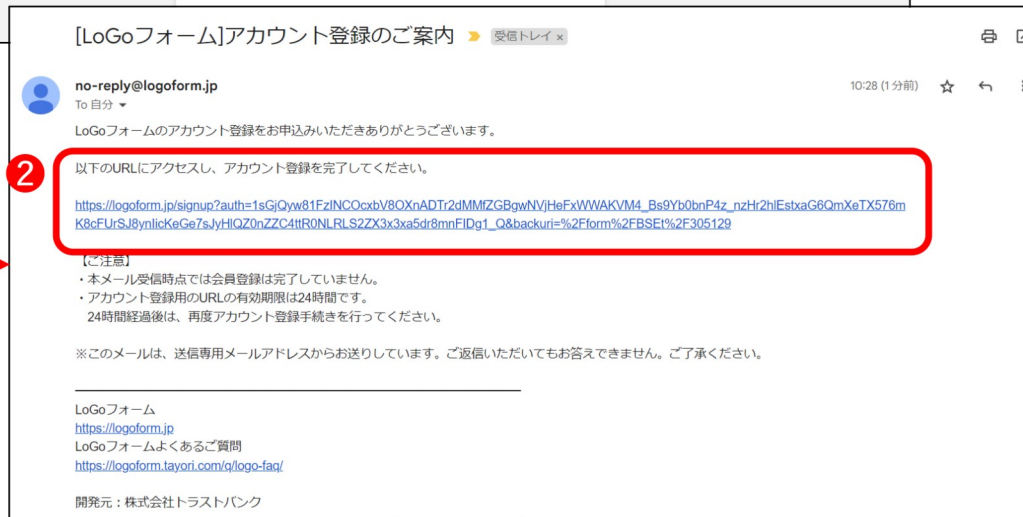 [LoGoフォーム]アカウント登録のご案内
受信トレイ ×
no-reply@logoform.jp
10:28 (1 分前)
To 自分
LoGoフォームのアカウント登録をお申込みいただきありがとうございます。
2
以下のURLにアクセスし、アカウント登録を完了してください。
https://logoform.jp/signup?auth=1sGjQyw81FzINCOcxbV8OXnADTr2dMMfZGBgwNVjHeFxWWAKVM4_Bs9Yb0bnP4z_nzHr2hlEstxaG6QmXeTX576m
K8cFUrSJ8ynIicKeGe7sJyHlQZ0nZZC4ttR0NLRLS2ZX3x3xa5dr8mnFIDg1_Q&backuri=%2Fform%2FBSEt%2F305129
【ご注意】
・本メール受信時点では会員登録は完了していません。
・アカウント登録用のURLの有効期限は24時間です。
24時間経過後は、再度アカウント登録手続きを行ってください。
※このメールは、送信専用メールアドレスからお送りしています。ご返信いただいてもお答えできません。ご了承ください。
LoGoフォーム
https://logoform.jp
LoGoフォームよくあるご質問
https://logoform.tayori.com/q/logo-faq/
開発元：株式会社トラストバンク